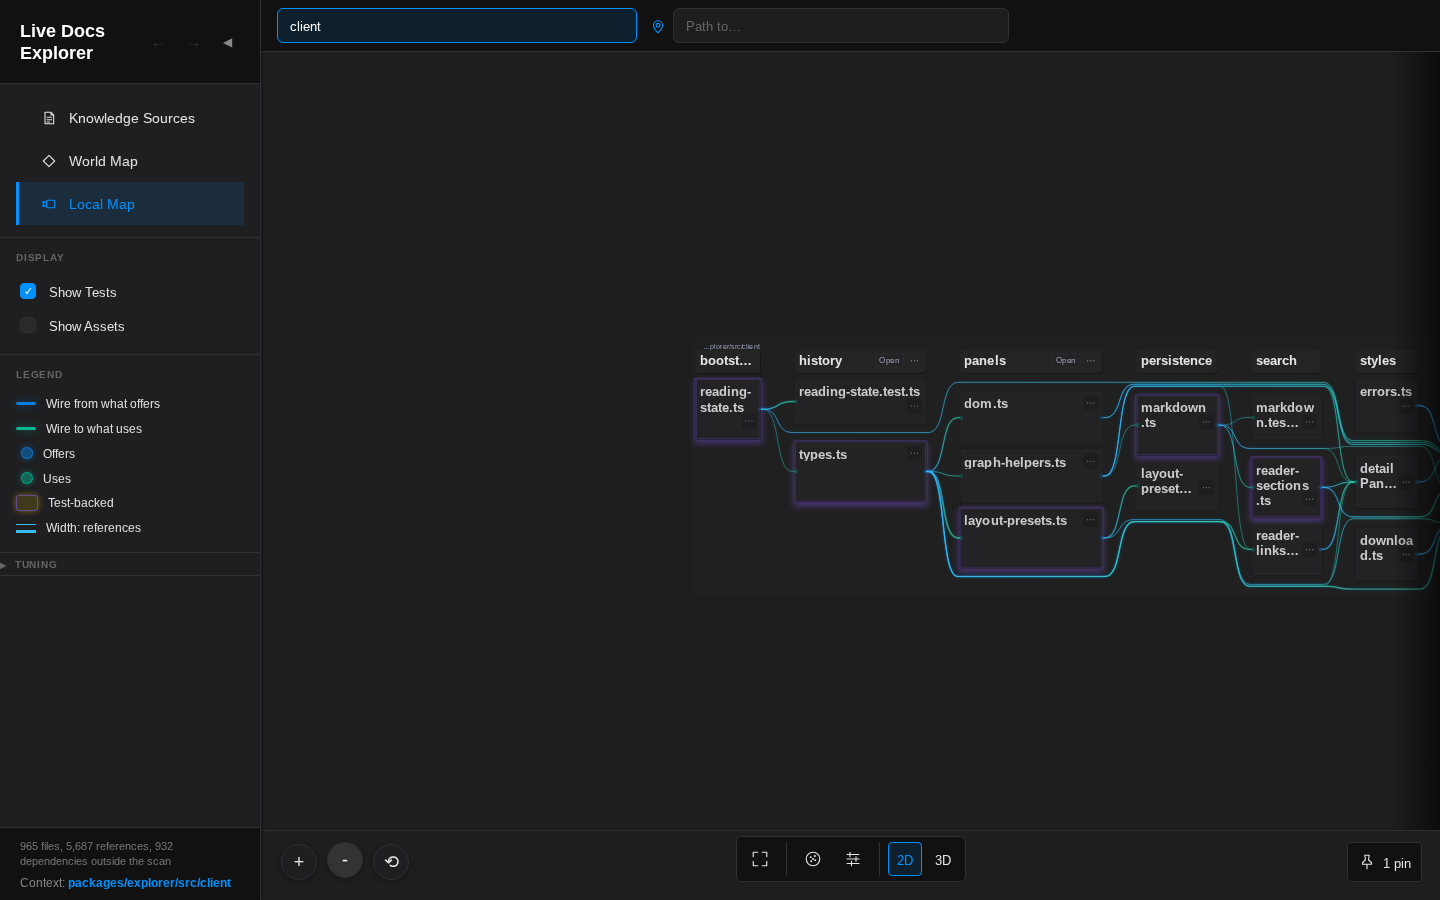 Live Docs
Explorer
← → ◀
client
Path to...
Knowledge Sources
World Map
Local Map
DISPLAY
✓ Show Tests
Show Assets
LEGEND
Wire from what offers
Wire to what uses
Offers
Uses
Test-backed
Width: references
▶ TUNING
965 files, 5,687 references, 932
dependencies outside the scan
Context: packages/explorer/src/client
...plorer/src/client
bootst...
history Open ...
panels Open ...
persistence
search
styles
reading-
state.ts
...
reading-state.test.ts
...
types.ts ...
dom.ts ...
graph-helpers.ts
layout-presets.ts ...
markdown
.ts ...
layout-
preset... ...
markdow
n.tes... ...
reader-
sections
.ts ...
reader-
links... ...
errors.ts
...
detail
Pan... ...
downloa
d.ts ...
+ - ⟲
2D 3D
1 pin